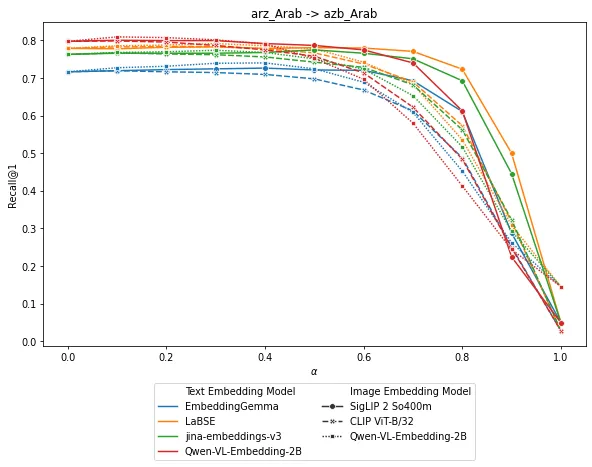 arz_Arab -> azb_Arab
Recall@1
0.8
0.7
0.6
0.5
0.4
0.3
0.2
0.1
0.0
0.0
0.2
0.4
0.6
0.8
1.0
α
Text Embedding Model
EmbeddingGemma
LaBSE
jina-embeddings-v3
Qwen-VL-Embedding-2B
Image Embedding Model
SigLIP 2 So400m
CLIP ViT-B/32
Qwen-VL-Embedding-2B